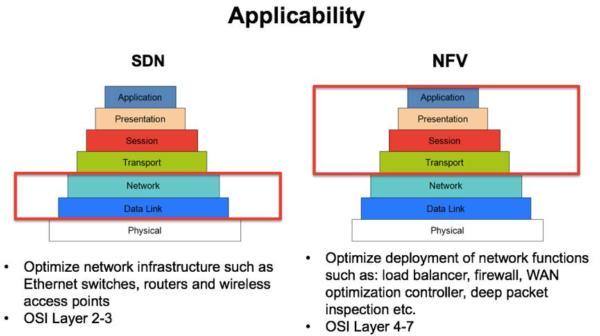 Applicability
SDN
Application
Presentation
Session
Transport
Network
Data Link
Physical
• Optimize network infrastructure such as
Ethernet switches, routers and wireless
access points
• OSI Layer 2-3
NFV
Application
Presentation
Session
Transport
Network
Data Link
Physical
• Optimize deployment of network functions
such as: load balancer, firewall, WAN
optimization controller, deep packet
inspection etc.
• OSI Layer 4-7